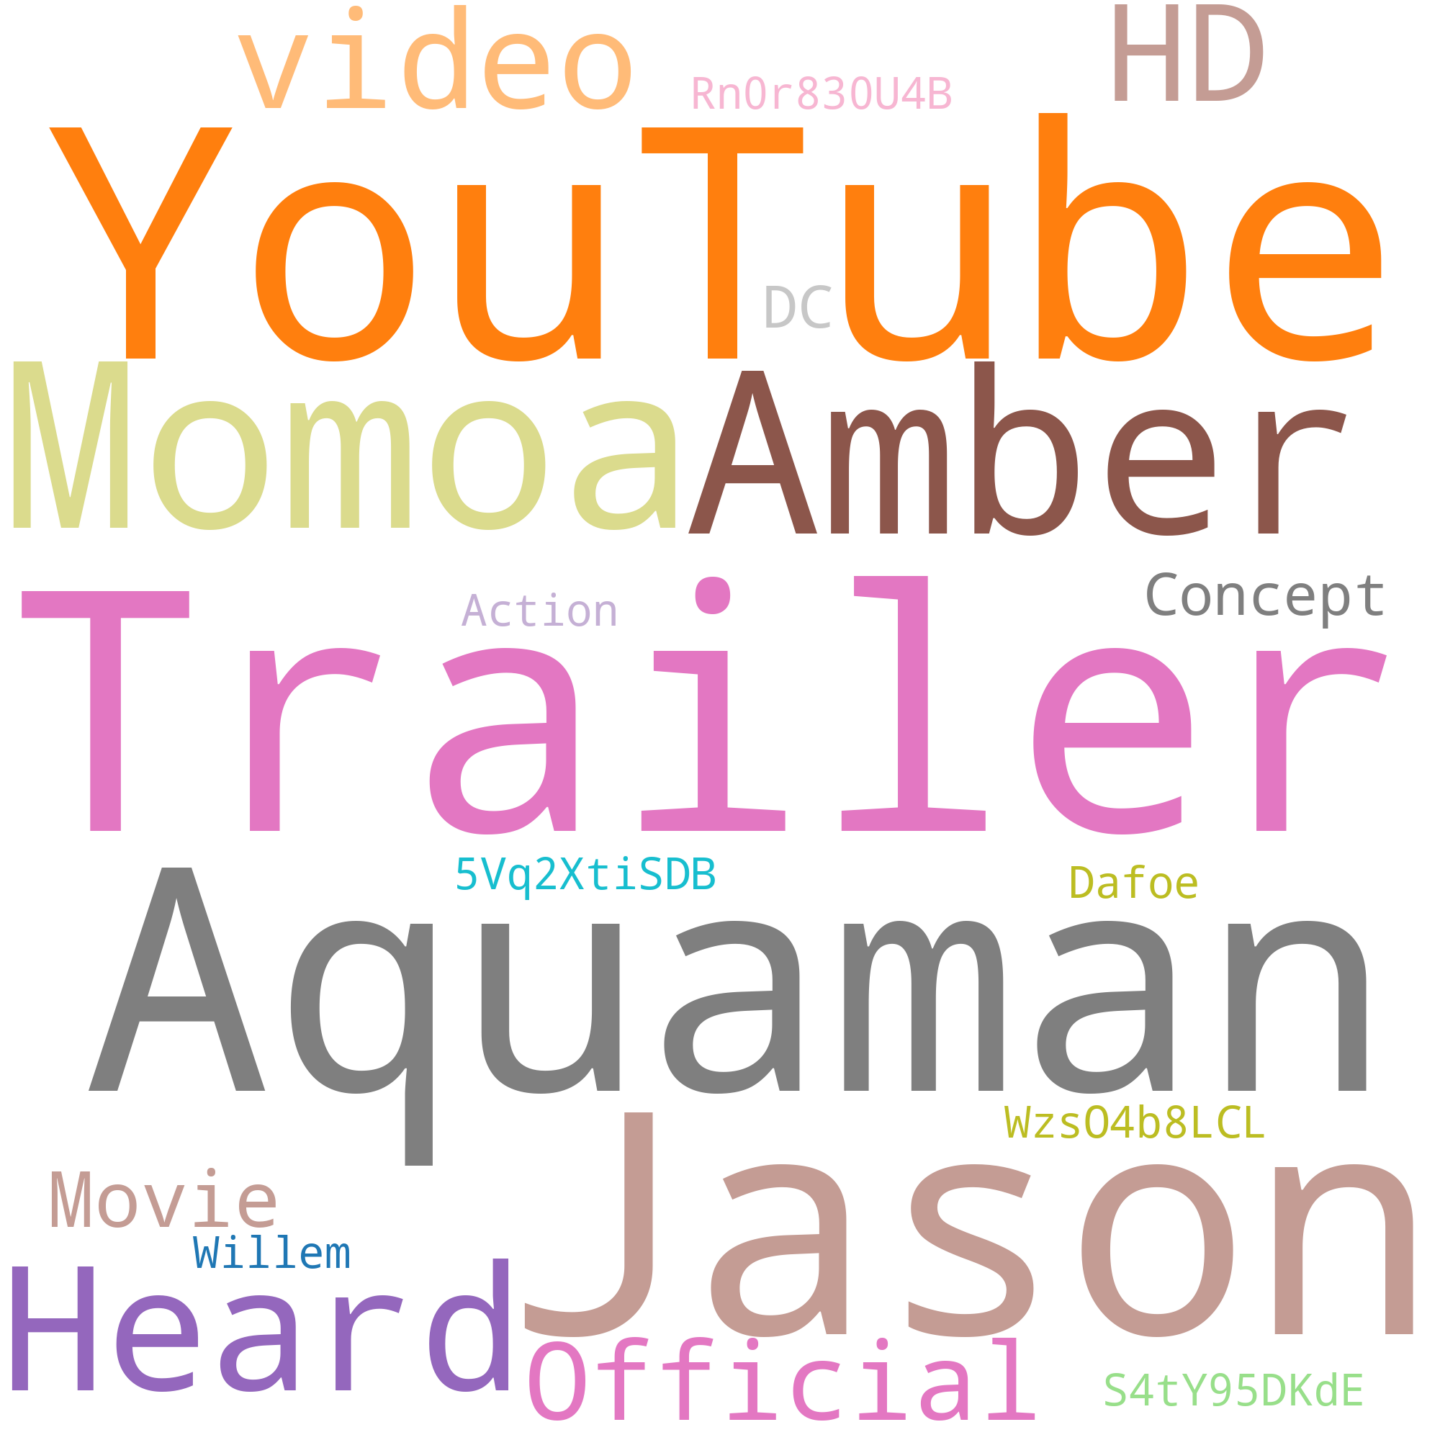 video
HD
Rn0r830U4B
YouTube
DC
Momoa
Amber
Concept
Action
Trailer
5Vq2XtiSDB
Dafoe
Aquaman
WzsO4b8LCL
Jason
Movie
Willem
Heard
Official
S4tY95DKdE